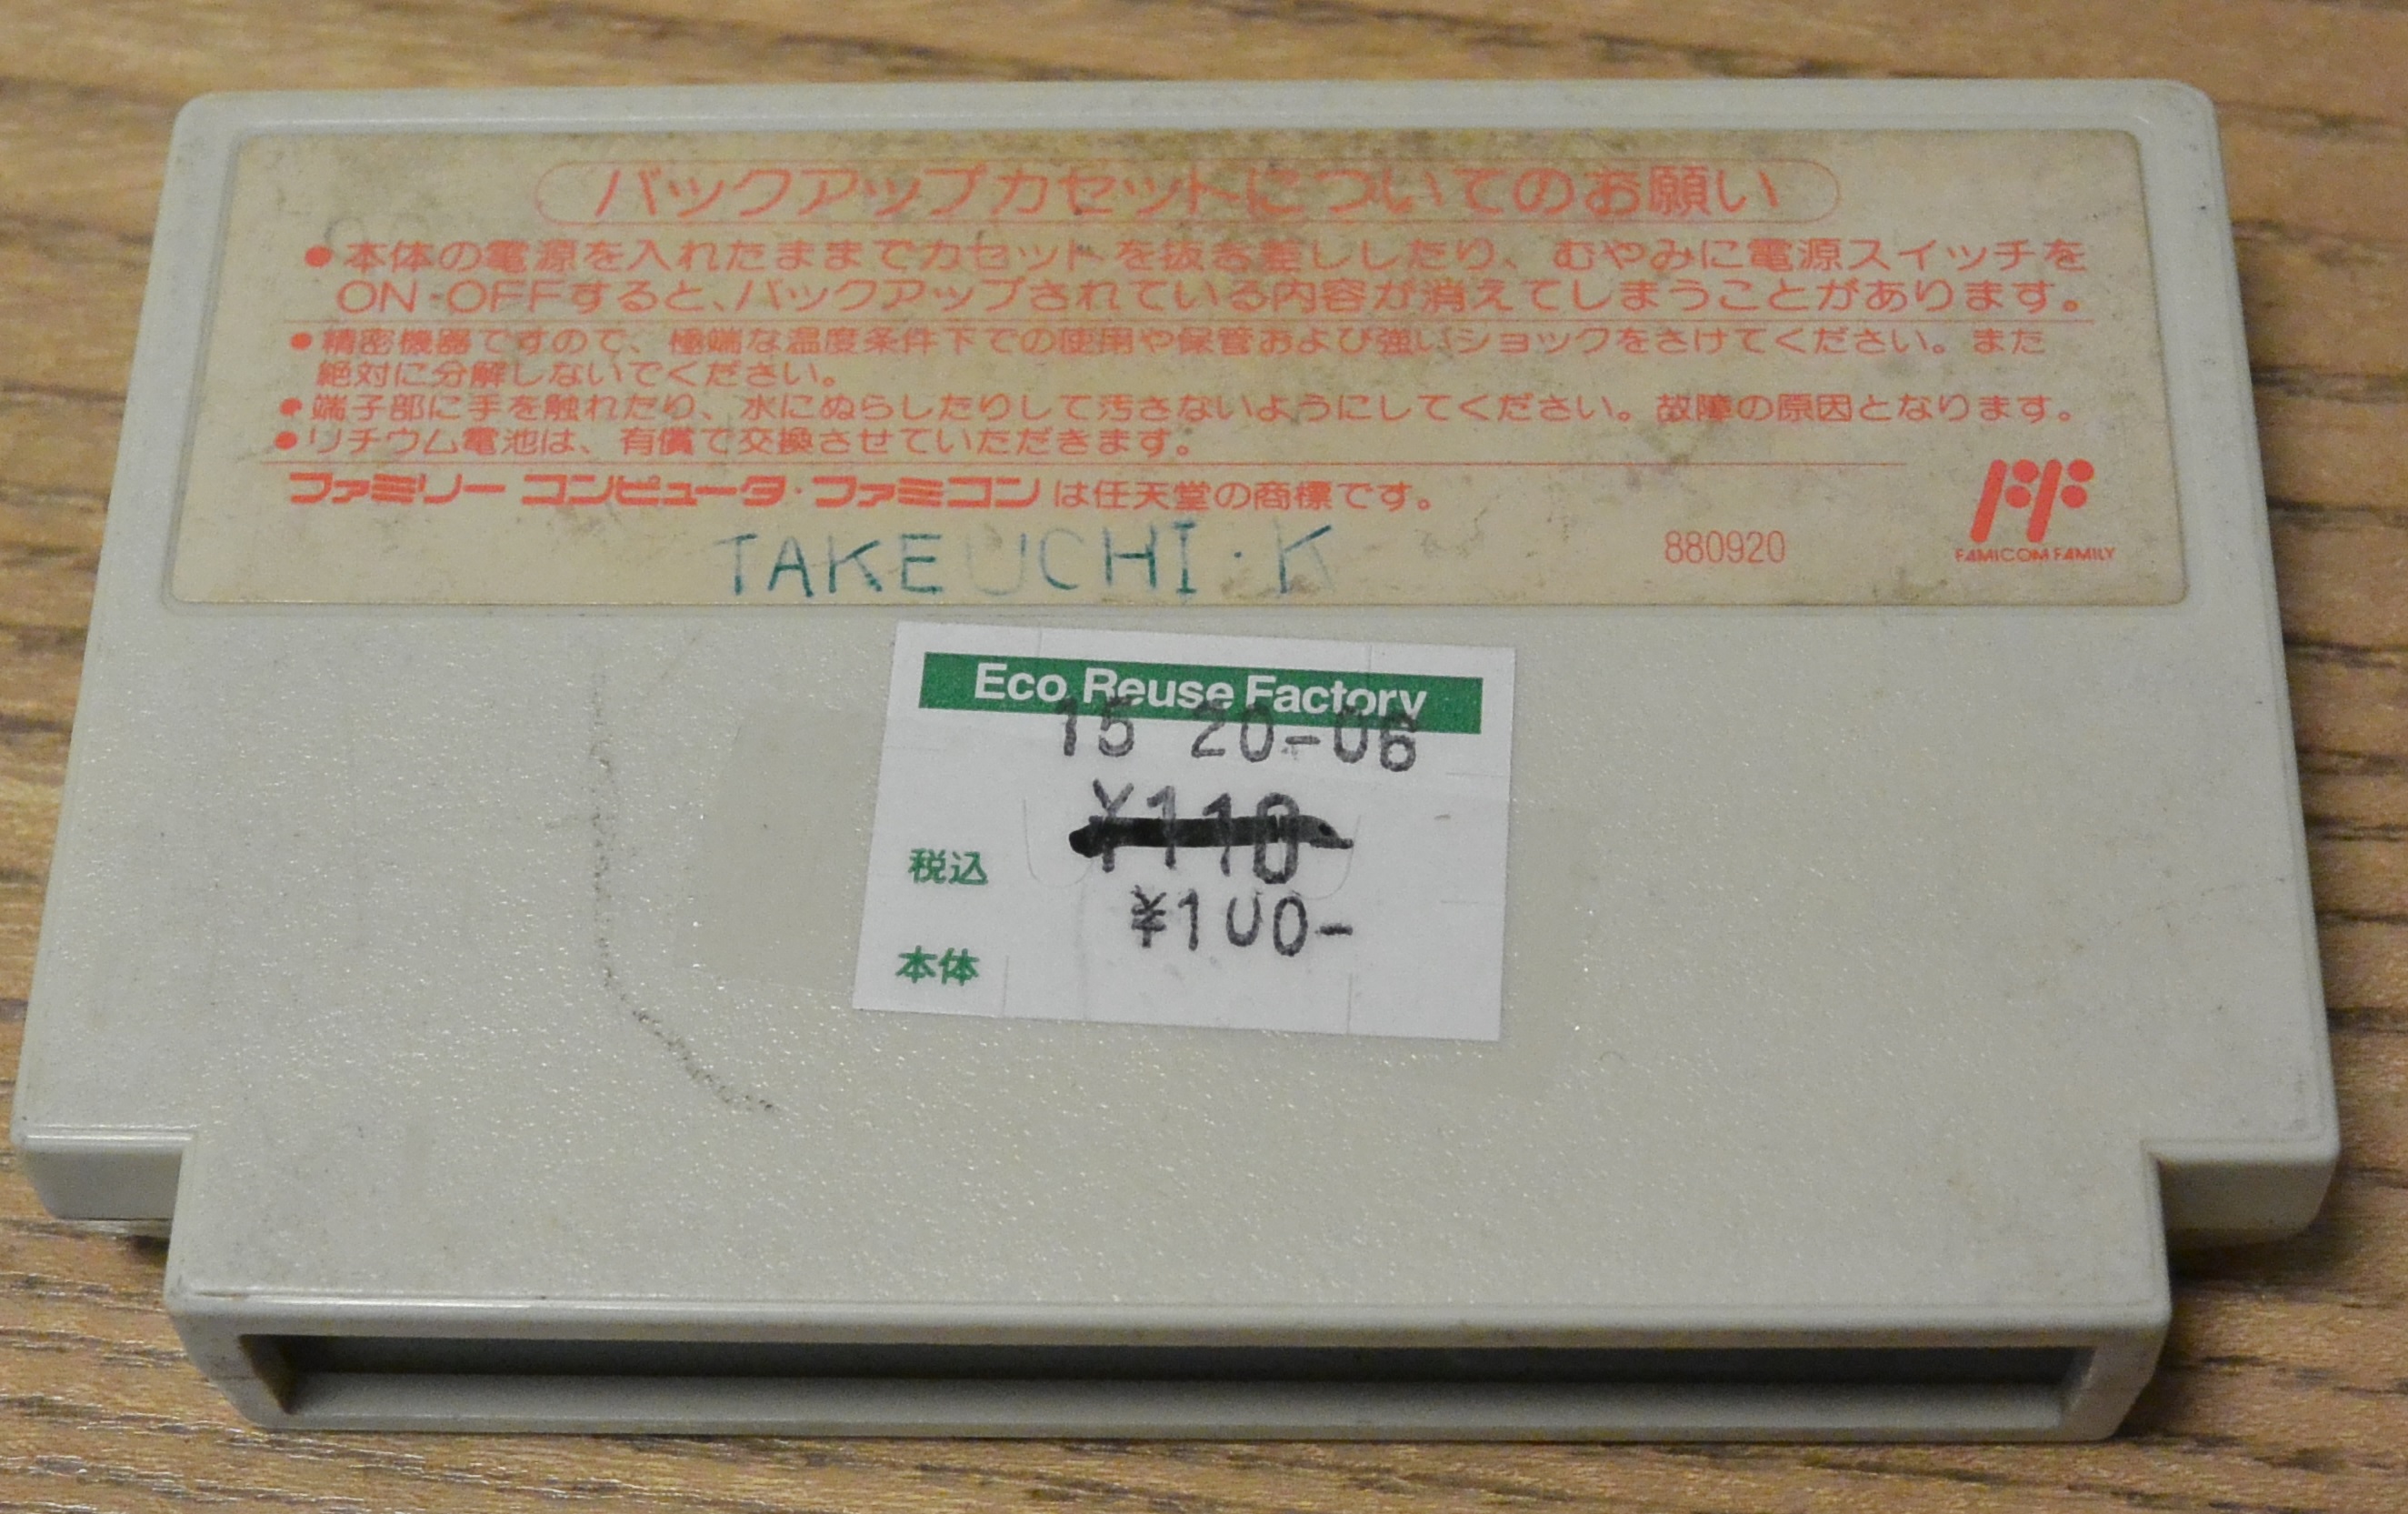 バックアップカセットについてのお願い
●本体の電源を入れたままでカセットを抜き差ししたり、むやみに電源スイッチを
ON・OFFすると、バックアップされている内容が消えてしまうことがあります。
●精密機器ですので、極端な温度条件下での使用や保管および強いショックをさけてください。また
絶対に分解しないでください。
●端子部に手を触れたり、水にぬらしたりして汚さないようにしてください。故障の原因となります。
●リチウム電池は、有償で交換させていただきます。
ファミリーコンピュータ・ファミコンは任天堂の商標です。
TAKEUCHI・K
880920
FAMICOM FAMILY
Eco Reuse Factory
15 20-06
¥110
税込
¥100-
本体